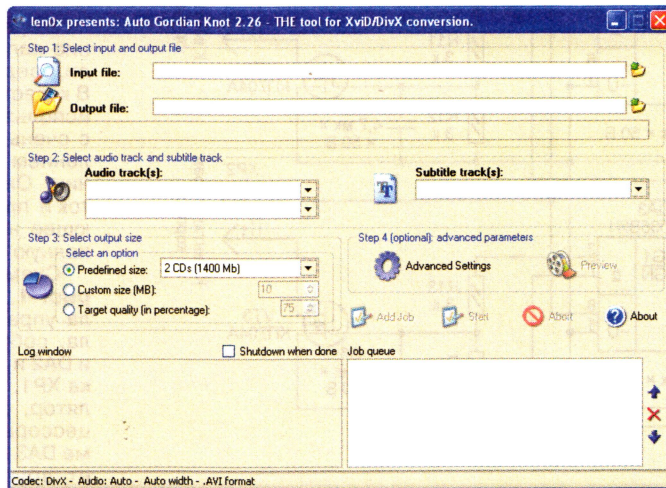 len0x presents: Auto Gordian Knot 2.26 - THE tool for XviD/DivX conversion.
Step 1: Select input and output file
Input file:
Output file:
Step 2: Select audio track and subtitle track
Audio track(s):
Subtitle track(s):
Step 3: Select output size
Select an option
Predefined size:
2 CDs (1400 Mb)
Custom size (MB):
10
Target quality (in percentage):
75
Step 4 (optional): advanced parameters
Advanced Settings
Preview
Add Job
Start
Abort
About
Log window
Shutdown when done
Job queue
Codec: DivX - Audio: Auto - Auto width - .AVI format